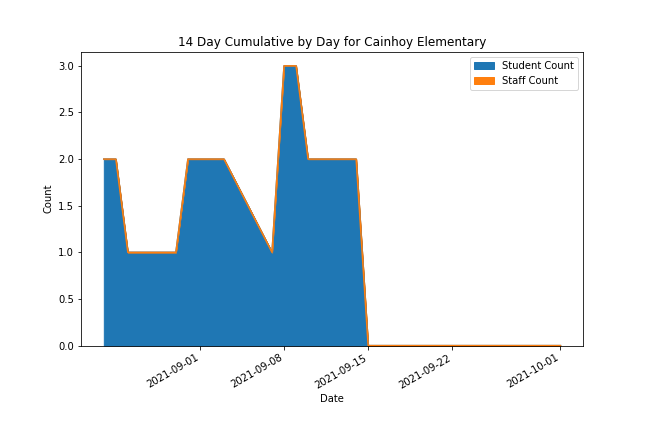 14 Day Cumulative by Day for Cainhoy Elementary
Student Count
Staff Count
Count
3.0
2.5
2.0
1.5
1.0
0.5
0.0
2021-09-01
2021-09-08
2021-09-15
2021-09-22
2021-10-01
Date